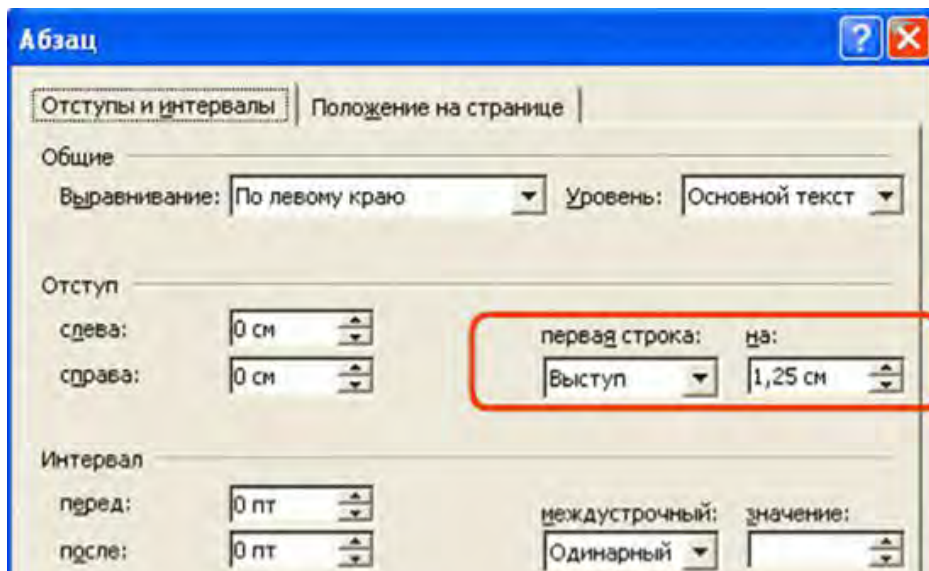 Абзац
Отступы и интервалы Положение на странице
Общие
Выравнивание: По левому краю Уровень: Основной текст
Отступ
слева: 0 см первая строка: на:
справа: 0 см Выступ 1,25 см
Интервал
перед: 0 пт междустрочный: значение:
после: 0 пт Одинарный